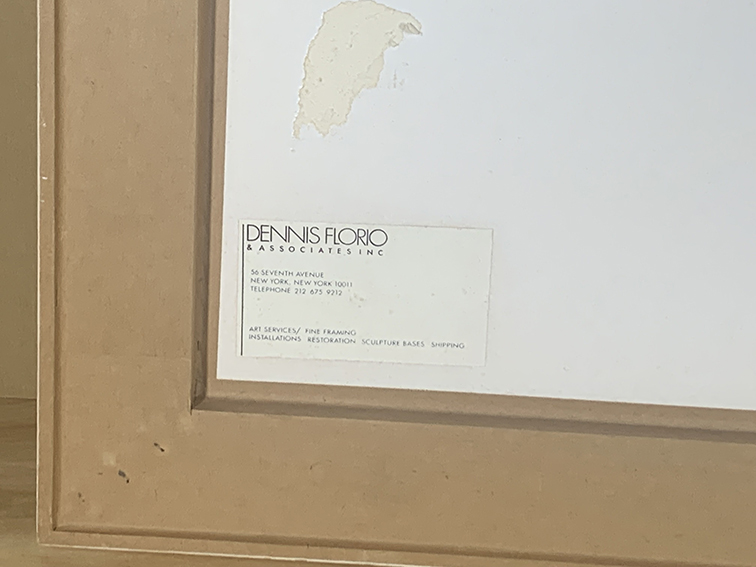 DENNIS FLORIO
& ASSOCIATES INC
56 SEVENTH AVENUE
NEW YORK, NEW YORK 10011
TELEPHONE 212 675 9212
ART SERVICES/ FINE FRAMING
INSTALLATIONS RESTORATION SCULPTURE BASES SHIPPING